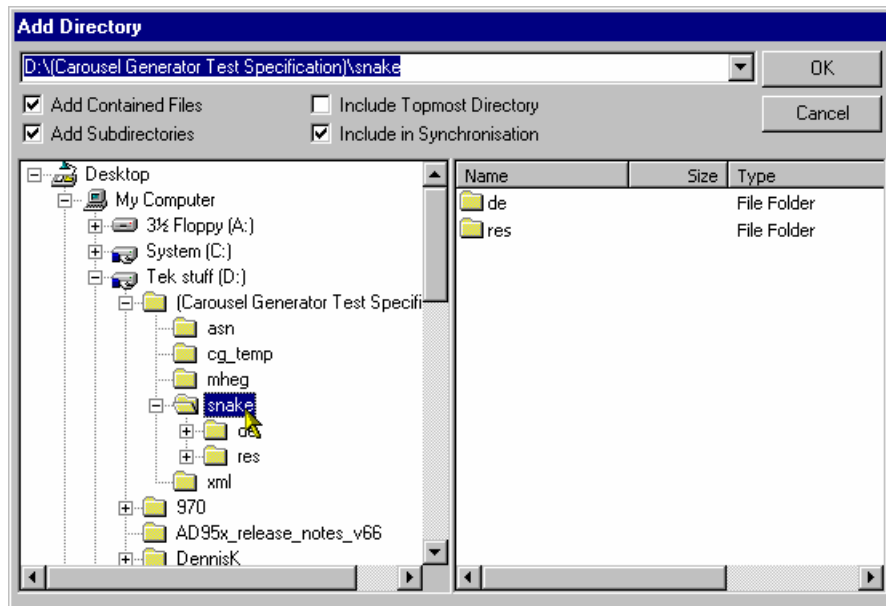 Add Directory
D:\(Carousel Generator Test Specification)\snake
OK
Add Contained Files
Include Topmost Directory
Cancel
Add Subdirectories
Include in Synchronisation
Desktop
My Computer
3½ Floppy (A:)
System (C:)
Tek stuff (D:)
(Carousel Generator Test Specifi
asn
cg_temp
mheg
snake
de
res
xml
970
AD95x_release_notes_v66
DennisK
Name Size Type
de File Folder
res File Folder